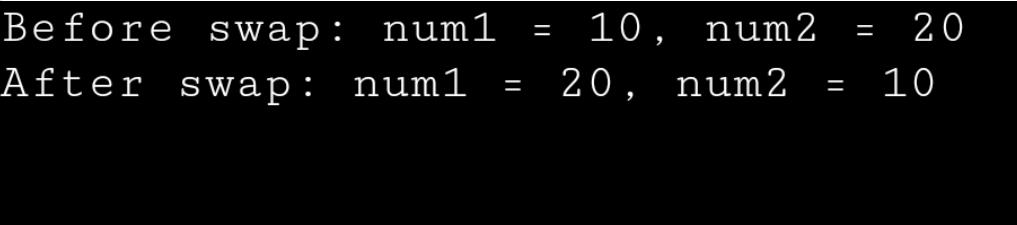 Before swap: num1 = 10, num2 = 20
After swap: num1 = 20, num2 = 10